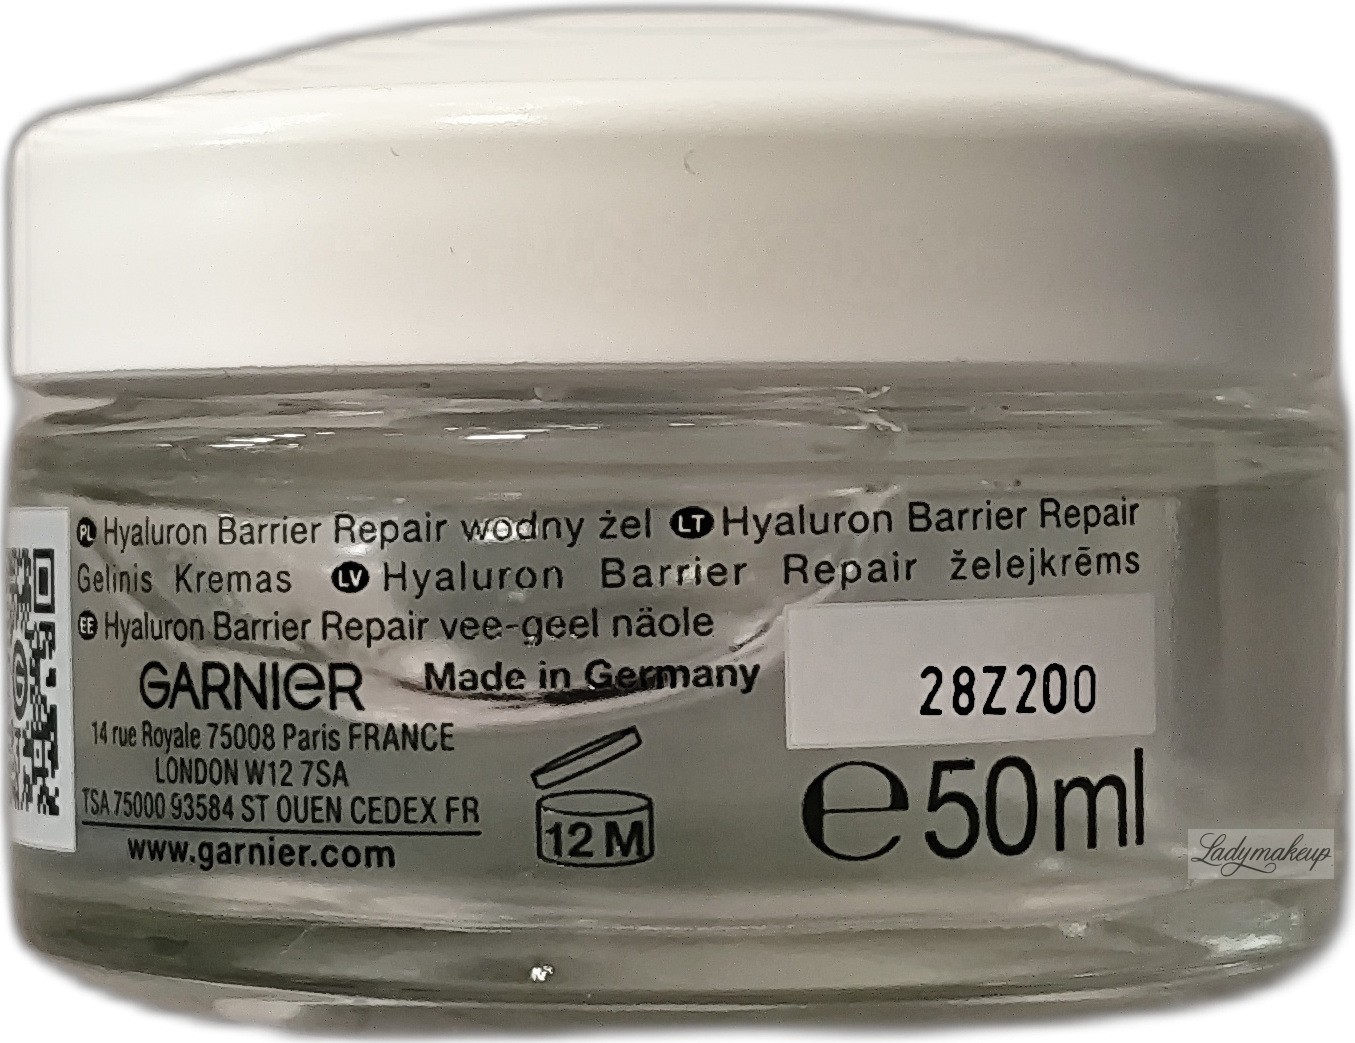 PL Hyaluron Barrier Repair wodny żel LT Hyaluron Barrier Repair
Gelinis Kremas LV Hyaluron Barrier Repair želejkrēms
EE Hyaluron Barrier Repair vee-geel näole
GARNIER Made in Germany
28Z200
14 rue Royale 75008 Paris FRANCE
LONDON W12 7SA
TSA 75000 93584 ST OUEN CEDEX FR
www.garnier.com
12 M
e 50 ml
Ladymakeup